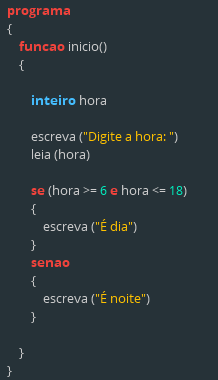 programa
{
funcao inicio()
{
inteiro hora
escreva ("Digite a hora: ")
leia (hora)
se (hora >= 6 e hora <= 18)
{
escreva ("É dia")
}
senao
{
escreva ("É noite")
}
}
}